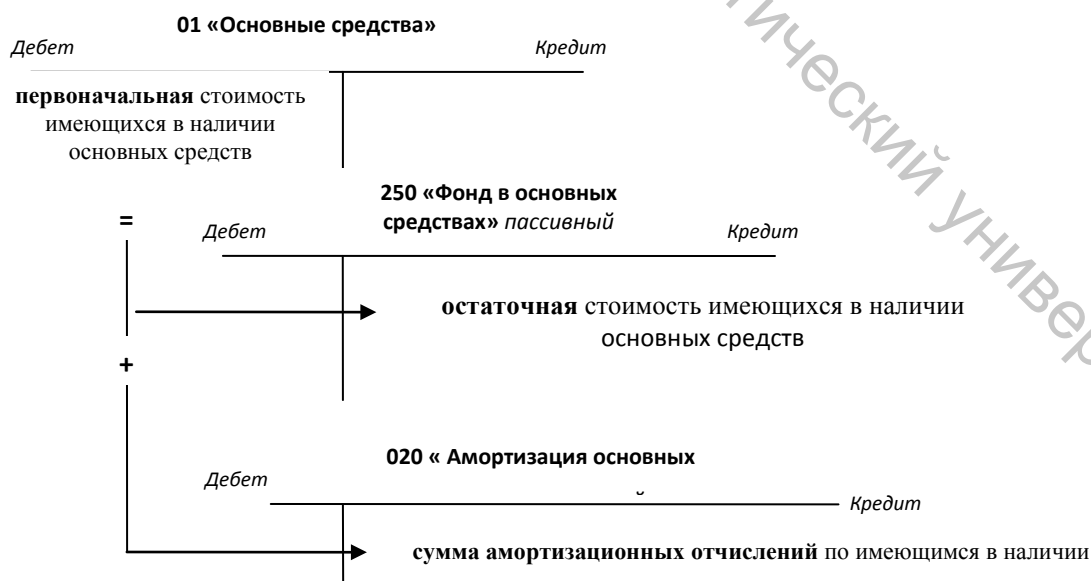 01 «Основные средства»
Дебет Кредит
первоначальная стоимость
имеющихся в наличии
основных средств
250 «Фонд в основных
средствах» пассивный
=
Дебет Кредит
остаточная стоимость имеющихся в наличии
основных средств
+
020 « Амортизация основных
Дебет
Кредит
сумма амортизационных отчислений по имеющимся в наличии